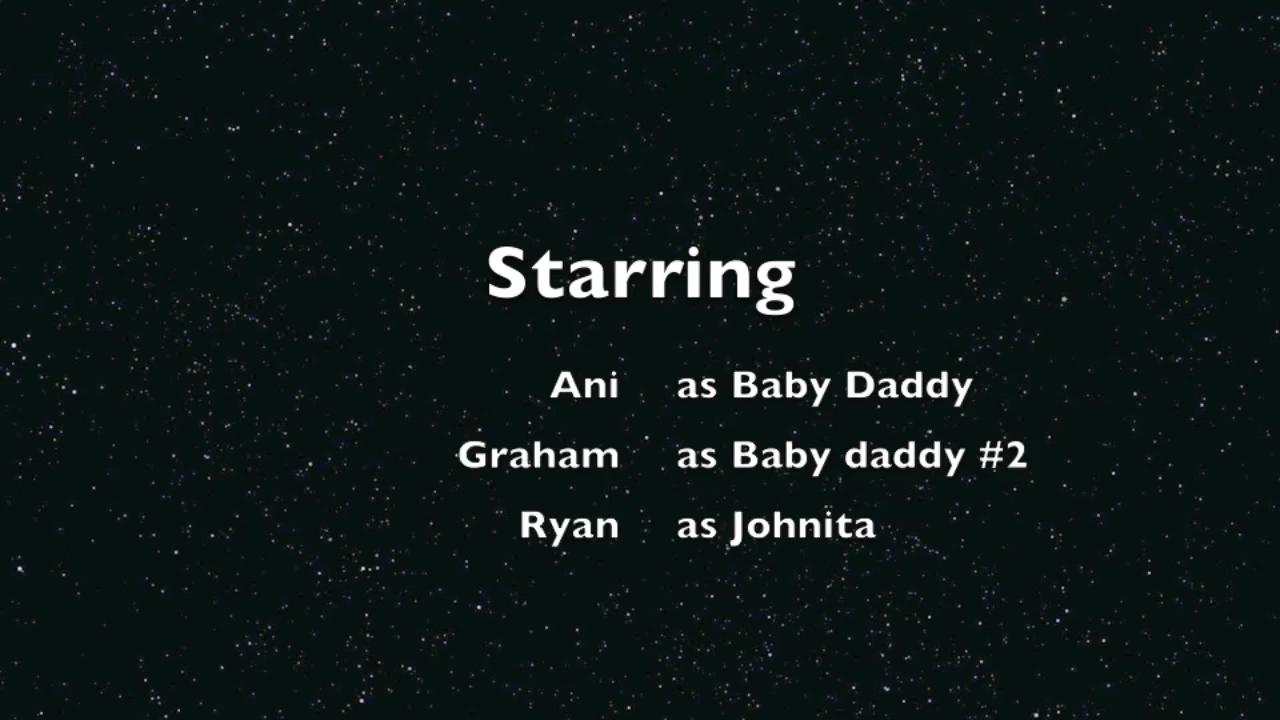 Starring
Ani as Baby Daddy
Graham as Baby daddy #2
Ryan as Johnita